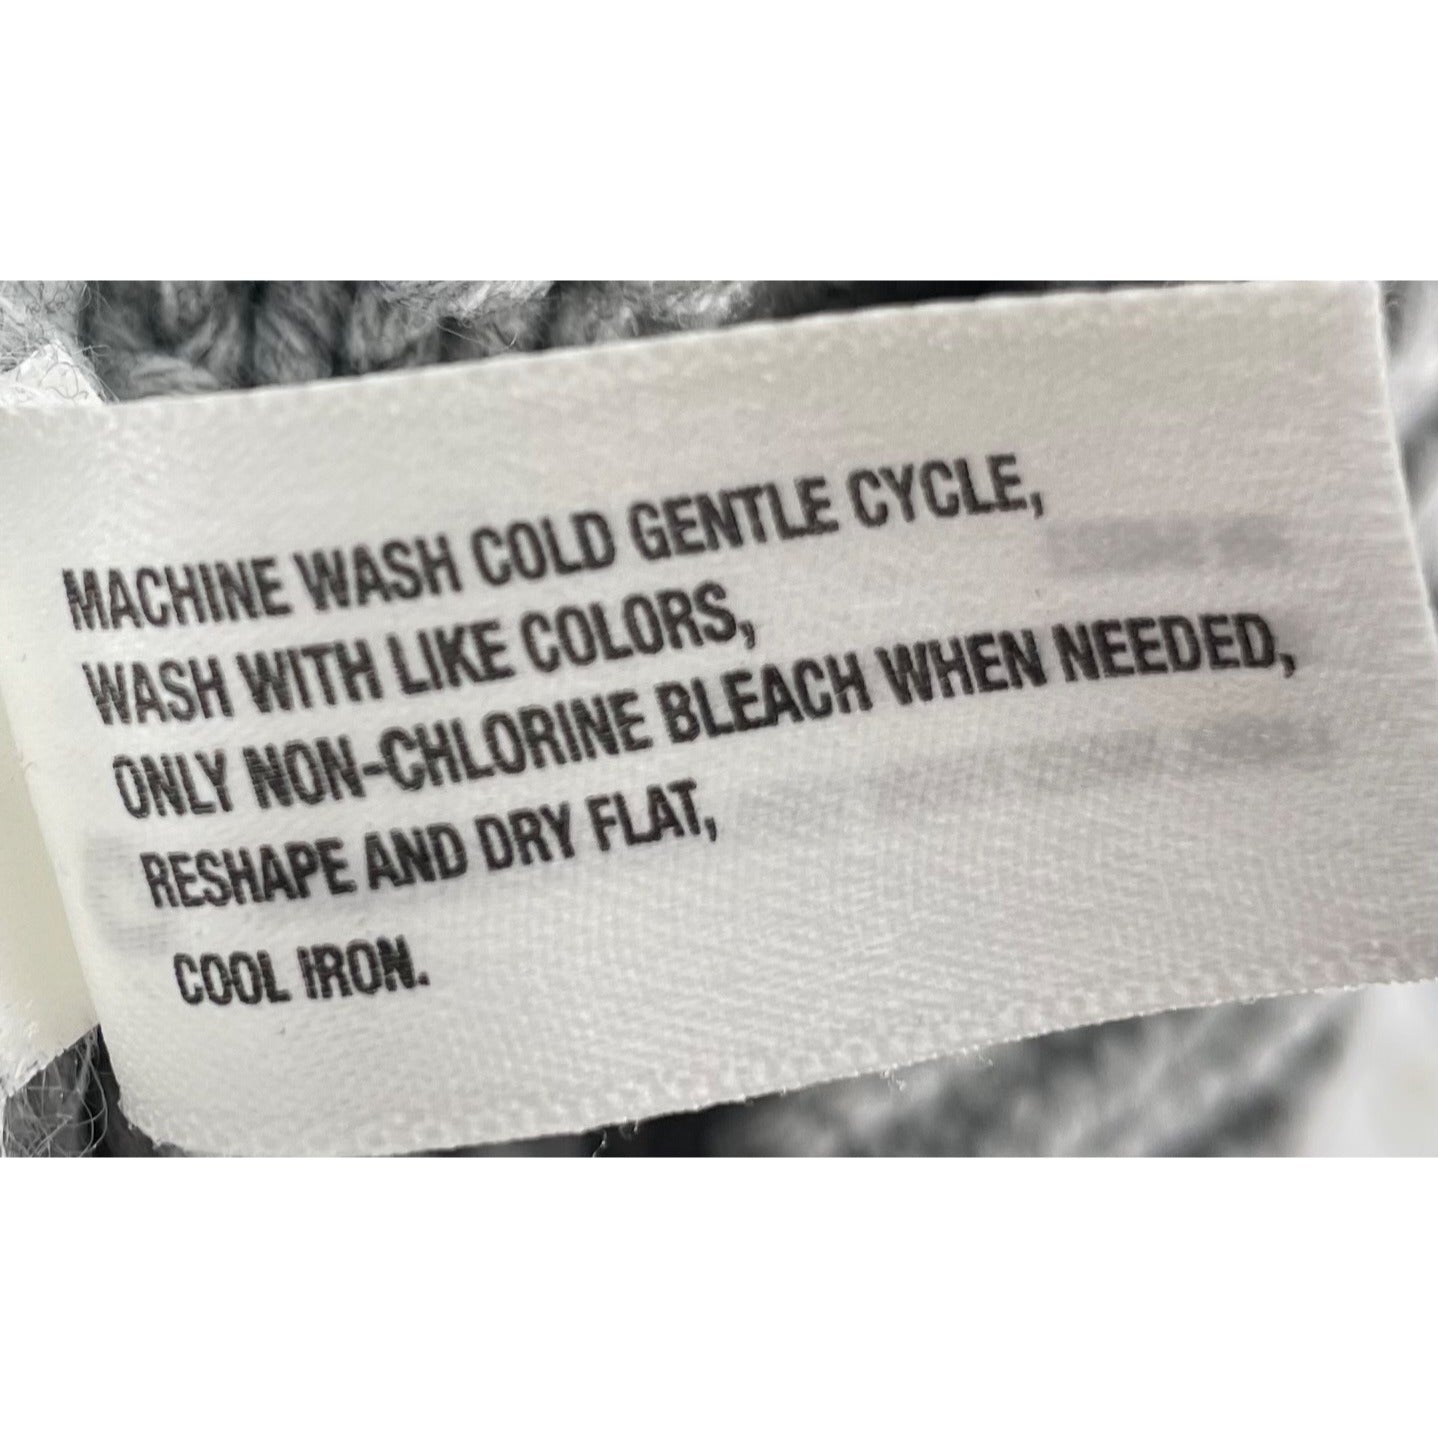 MACHINE WASH COLD GENTLE CYCLE,
WASH WITH LIKE COLORS,
ONLY NON-CHLORINE BLEACH WHEN NEEDED,
RESHAPE AND DRY FLAT,
COOL IRON.